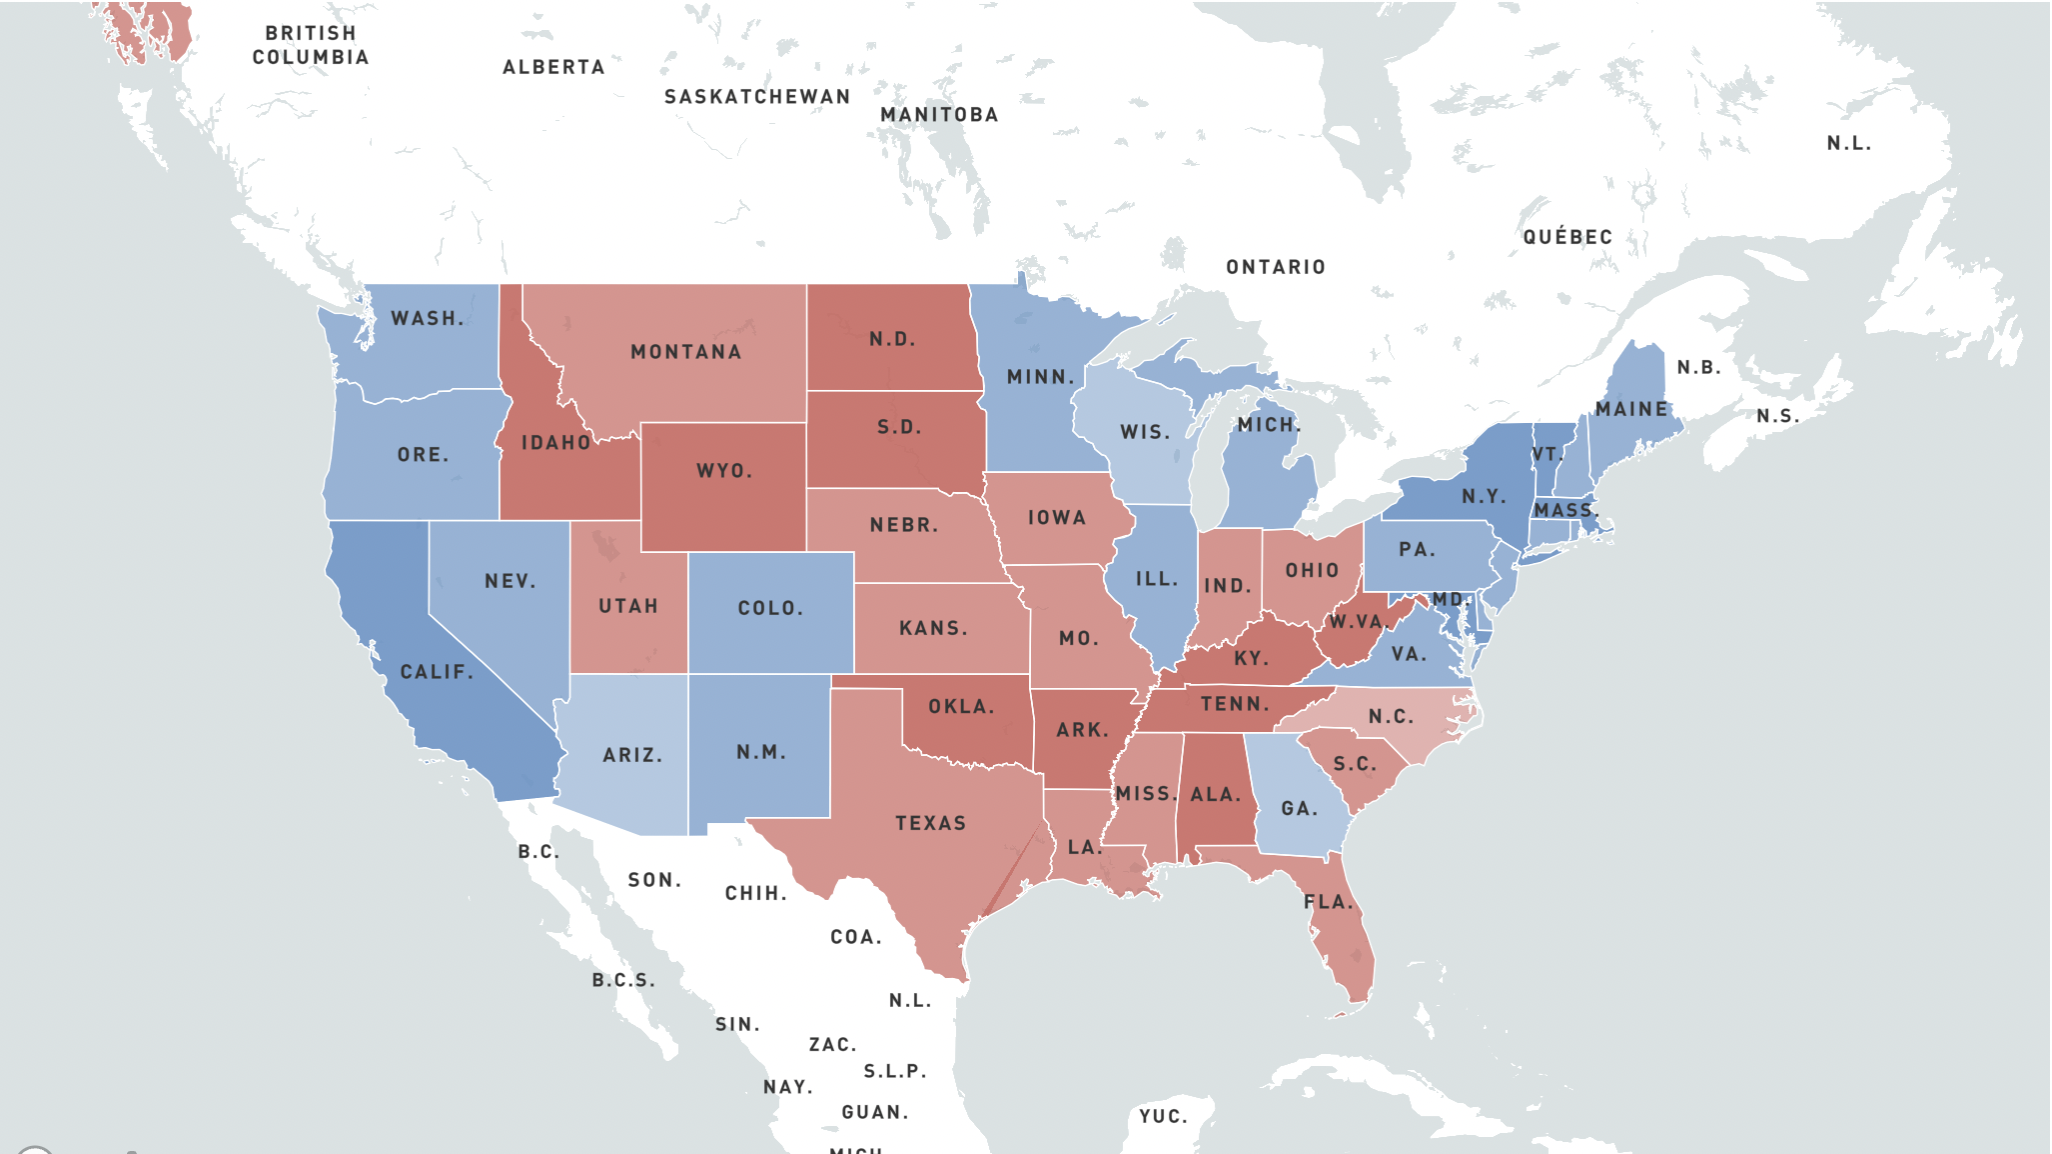 BRITISH
COLUMBIA
ALBERTA
SASKATCHEWAN
MANITOBA
N.L.
QUÉBEC
ONTARIO
WASH.
MONTANA
N.D.
MINN.
N.B.
MAINE
N.S.
ORE.
IDAHO
WYO.
S.D.
WIS.
MICH.
VT.
N.Y.
MASS.
NEV.
UTAH
COLO.
NEBR.
IOWA
ILL.
IND.
OHIO
PA.
MD.
CALIF.
KANS.
MO.
KY.
W.VA.
VA.
ARIZ.
N.M.
OKLA.
ARK.
TENN.
N.C.
S.C.
TEXAS
LA.
MISS.
ALA.
GA.
FLA.
B.C.
SON.
CHIH.
COA.
B.C.S.
N.L.
SIN.
ZAC.
S.L.P.
NAY.
GUAN.
YUC.
MICH.